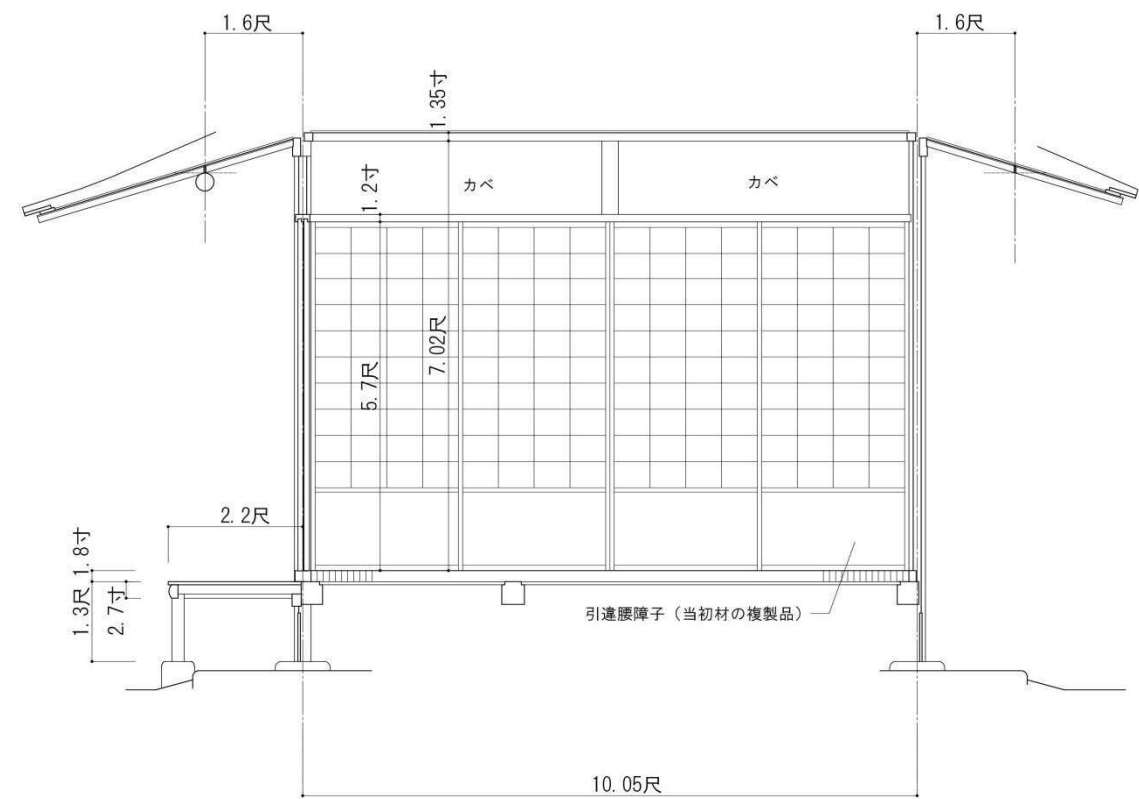 1.6尺
1.6尺
1.35寸
カベ
カベ
1.2寸
7.02尺
5.7尺
2.2尺
1.8寸
1.3尺
2.7寸
引違腰障子（当初材の複製品）
10.05尺